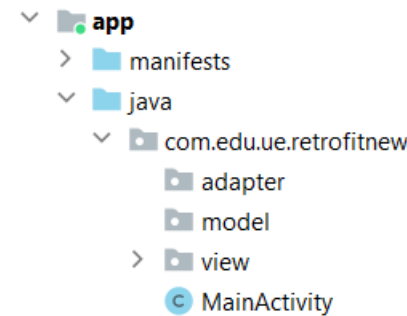 app
manifests
java
com.edu.ue.retrofitnew
adapter
model
view
MainActivity